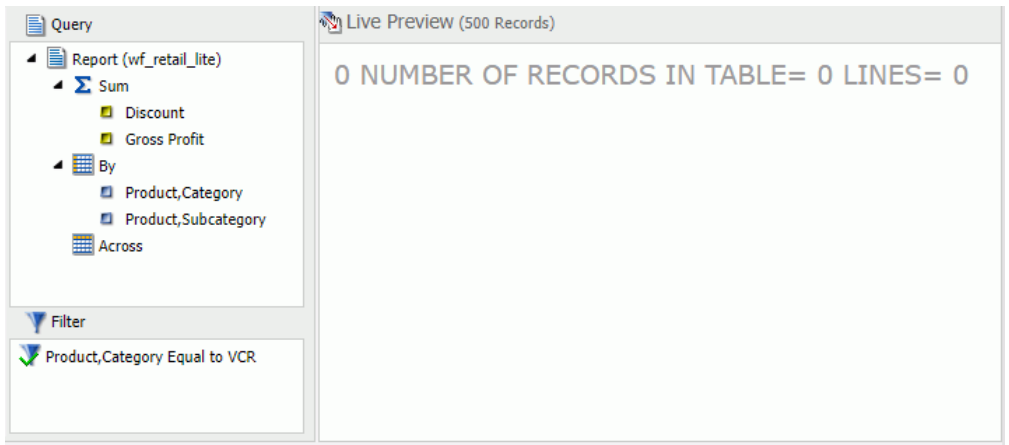 Query
Report (wf_retail_lite)
Sum
Discount
Gross Profit
By
Product,Category
Product,Subcategory
Across
Filter
Product,Category Equal to VCR
Live Preview (500 Records)
0 NUMBER OF RECORDS IN TABLE= 0 LINES= 0